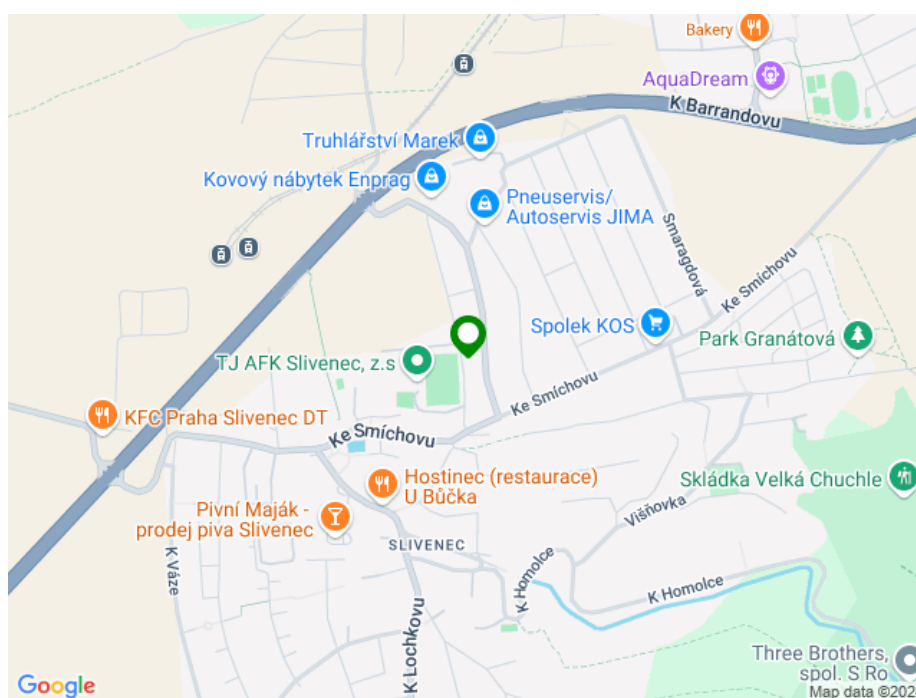 Bakery
AquaDream
K Barrandovu
Truhlářství Marek
Kovový nábytek Enprag
Pneuservis/
Autoservis JIMA
Smaragdová
Ke Smíchovu
Spolek KOS
Park Granátová
TJ AFK Slivenec, z.s
Ke Smíchovu
KFC Praha Slivenec DT
Ke Smíchovu
Hostinec (restaurace)
U Bůčka
Skládka Velká Chuchle
Pivní Maják -
prodej piva Slivenec
Višňovka
SLIVENEC
K Váze
K Homolce
K Homolce
K Lochkovu
Three Brothers,
spol. S Ro
Google
Map data ©202